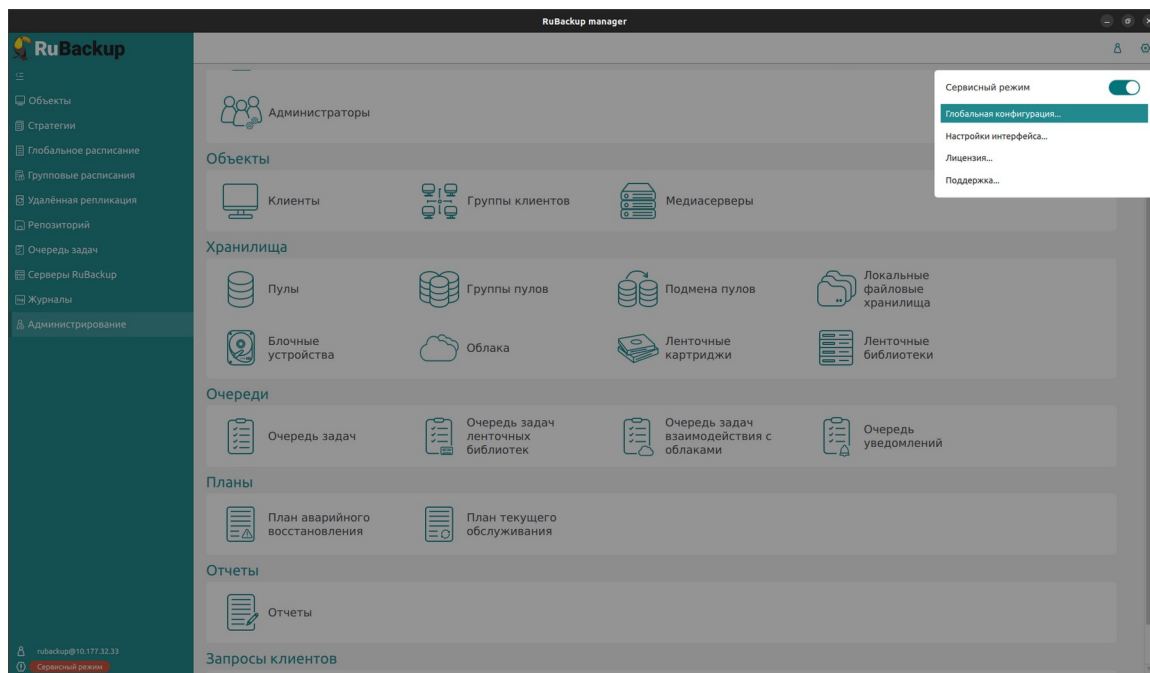 RuBackup manager
RuBackup
Объекты
Стратегии
Глобальное расписание
Групповые расписания
Удалённая репликация
Репозиторий
Очередь задач
Серверы RuBackup
Журналы
Администрирование
rubackup@10.177.32.33
Сервисный режим
Администраторы
Объекты
Клиенты
Группы клиентов
Медиасерверы
Хранилища
Пулы
Группы пулов
Подмена пулов
Локальные
файловые
хранилища
Блочные
устройства
Облака
Ленточные
картриджи
Ленточные
библиотеки
Очереди
Очередь задач
Очередь задач
ленточных
библиотек
Очередь задач
взаимодействия с
облаками
Очередь
уведомлений
Планы
План аварийного
восстановления
План текущего
обслуживания
Отчеты
Отчеты
Запросы клиентов
Сервисный режим
Глобальная конфигурация...
Настройки интерфейса...
Лицензия...
Поддержка...